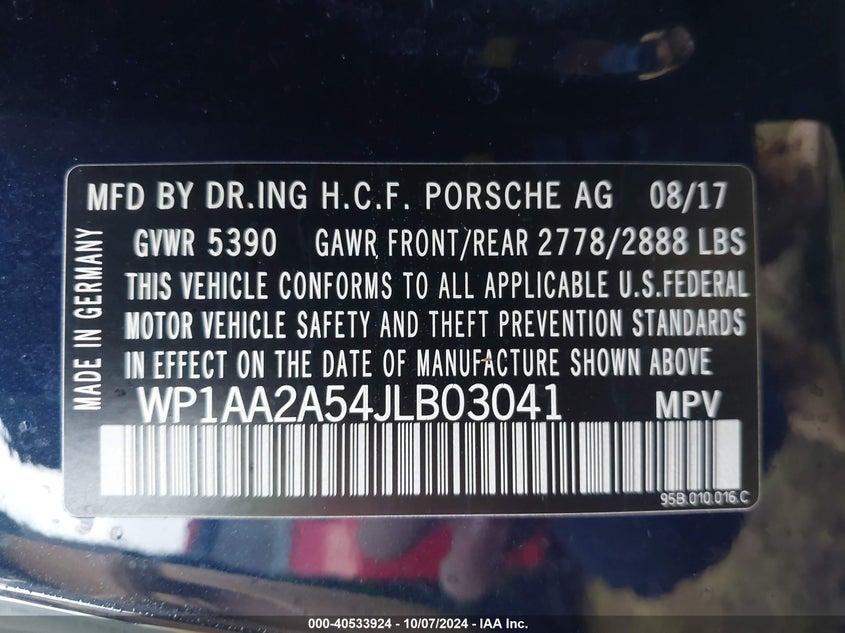 MFD BY DR.ING H.C.F. PORSCHE AG 08/17
GVWR 5390 GAWR FRONT/REAR 2778/2888 LBS
THIS VEHICLE CONFORMS TO ALL APPLICABLE U.S.FEDERAL
MOTOR VEHICLE SAFETY AND THEFT PREVENTION STANDARDS
IN EFFECT ON THE DATE OF MANUFACTURE SHOWN ABOVE
WP1AA2A54JLB03041 MPV
MADE IN GERMANY
95B.010.016.C
000-40533924 - 10/07/2024 - IAA Inc.